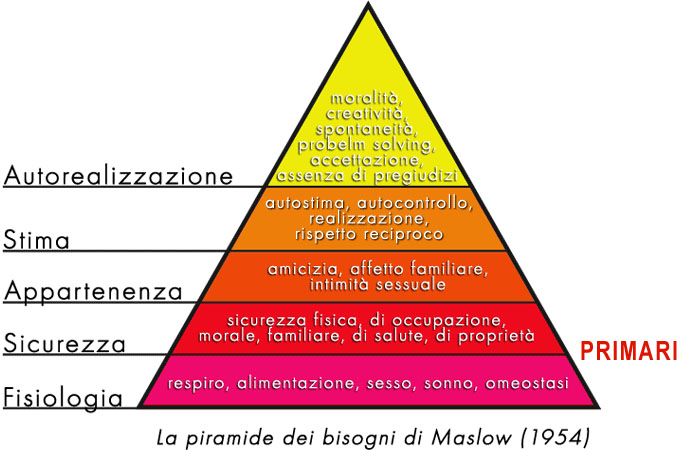 moralità,
creatività,
spontaneità,
probelm solving,
accettazione,
assenza di pregiudizi
Autorealizzazione
autostima, autocontrollo,
realizzazione,
rispetto reciproco
Stima
amicizia, affetto familiare,
intimità sessuale
Appartenenza
sicurezza fisica, di occupazione,
morale, familiare, di salute, di proprietà
Sicurezza
PRIMARI
respiro, alimentazione, sesso, sonno, omeostasi
Fisiologia
La piramide dei bisogni di Maslow (1954)